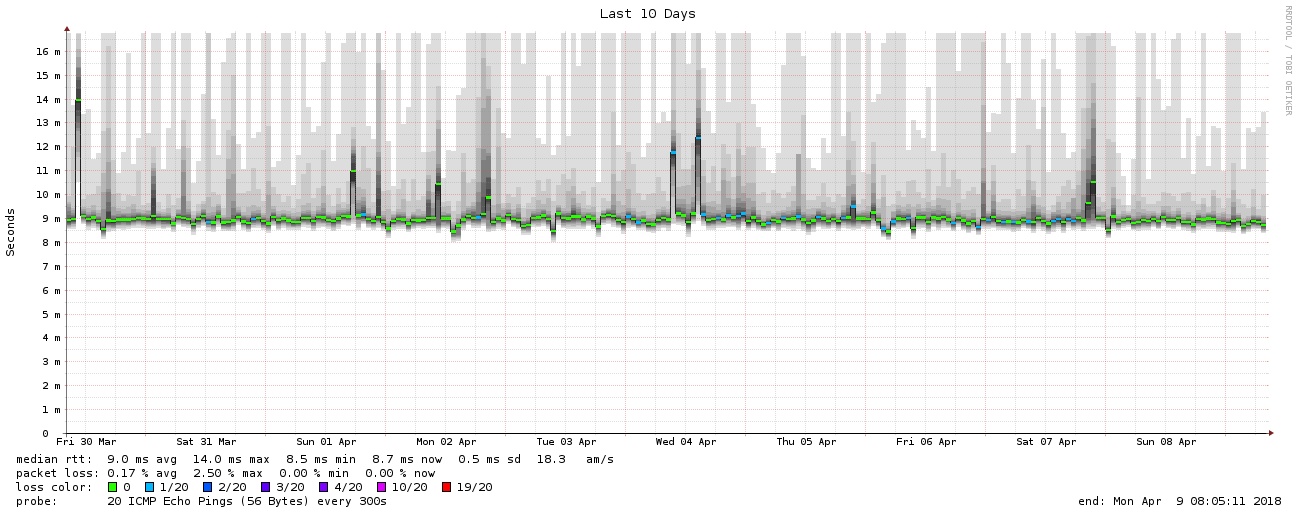 Last 10 Days
RRDTOOL / TOBI OETIKER
Seconds
16 m
15 m
14 m
13 m
12 m
11 m
10 m
9 m
8 m
7 m
6 m
5 m
4 m
3 m
2 m
1 m
0
Fri 30 Mar Sat 31 Mar Sun 01 Apr Mon 02 Apr Tue 03 Apr Wed 04 Apr Thu 05 Apr Fri 06 Apr Sat 07 Apr Sun 08 Apr
median rtt: 9.0 ms avg 14.0 ms max 8.5 ms min 8.7 ms now 0.5 ms sd 18.3 am/s
packet loss: 0.17 % avg 2.50 % max 0.00 % min 0.00 % now
loss color: 0 1/20 2/20 3/20 4/20 10/20 19/20
probe: 20 ICMP Echo Pings (56 Bytes) every 300s end: Mon Apr 9 08:05:11 2018